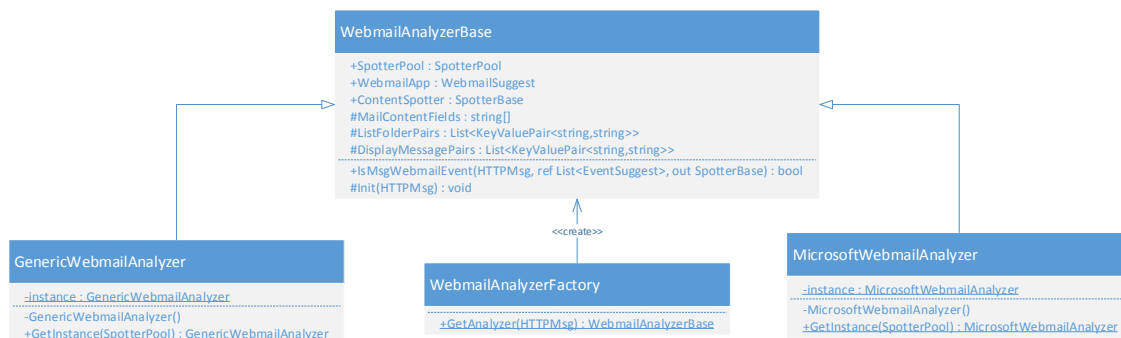 WebmailAnalyzerBase
+SpotterPool : SpotterPool
+WebmailApp : WebmailSuggest
+ContentSpotter : SpotterBase
#MailContentFields : string[]
#ListFolderPairs : List<KeyValuePair<string,string>>
#DisplayMessagePairs : List<KeyValuePair<string,string>>
+IsMsgWebmailEvent(HTTPMsg, ref List<EventSuggest>, out SpotterBase) : bool
#Init(HTTPMsg) : void
<<create>>
GenericWebmailAnalyzer
-instance : GenericWebmailAnalyzer
-GenericWebmailAnalyzer()
+GetInstance(SpotterPool) : GenericWebmailAnalyzer
WebmailAnalyzerFactory
+GetAnalyzer(HTTPMsg) : WebmailAnalyzerBase
MicrosoftWebmailAnalyzer
-instance : MicrosoftWebmailAnalyzer
-MicrosoftWebmailAnalyzer()
+GetInstance(SpotterPool) : MicrosoftWebmailAnalyzer